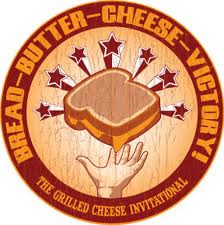 BREAD-BUTTER-CHEESE-VICTORY!
THE GRILLED CHEESE INVITATIONAL